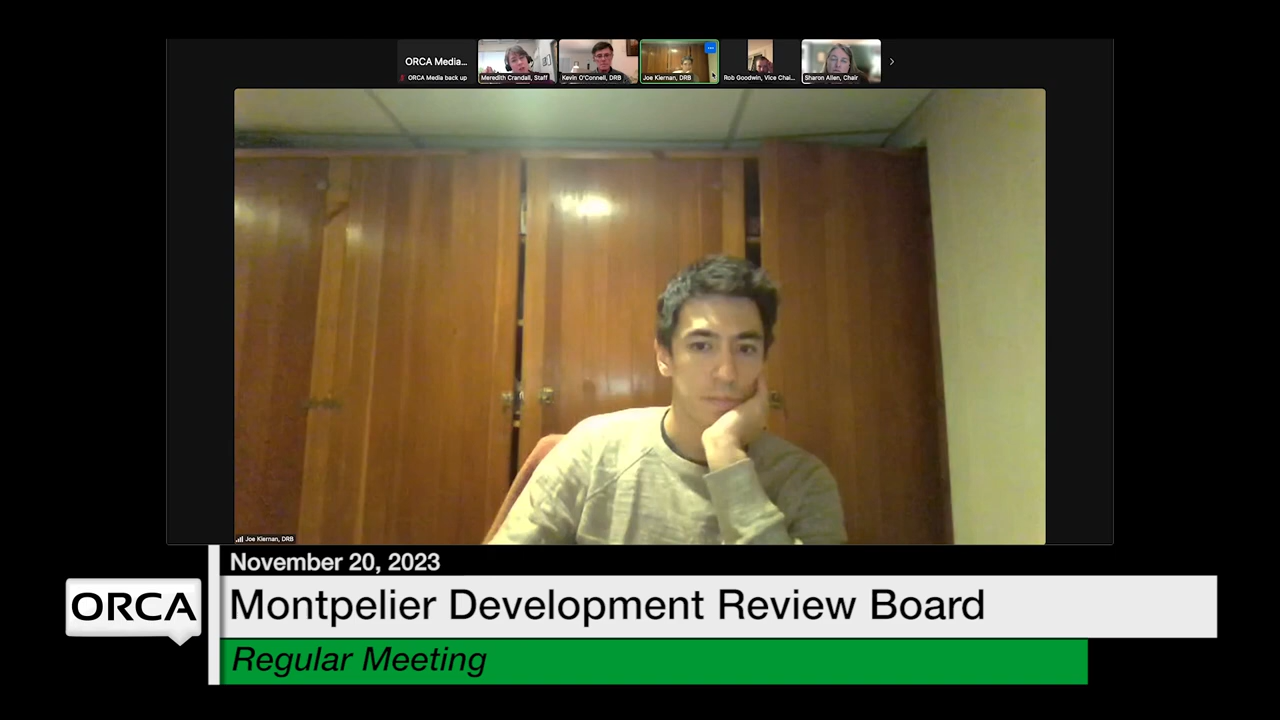 ORCA Media...
ORCA Media back up
Meredith Crandall, Staff
Kevin O'Connell, DRB
Joe Kiernan, DRB
Rob Goodwin, Vice Chai...
Sharon Allen, Chair
Joe Kiernan, DRB
November 20, 2023
ORCA
Montpelier Development Review Board
Regular Meeting